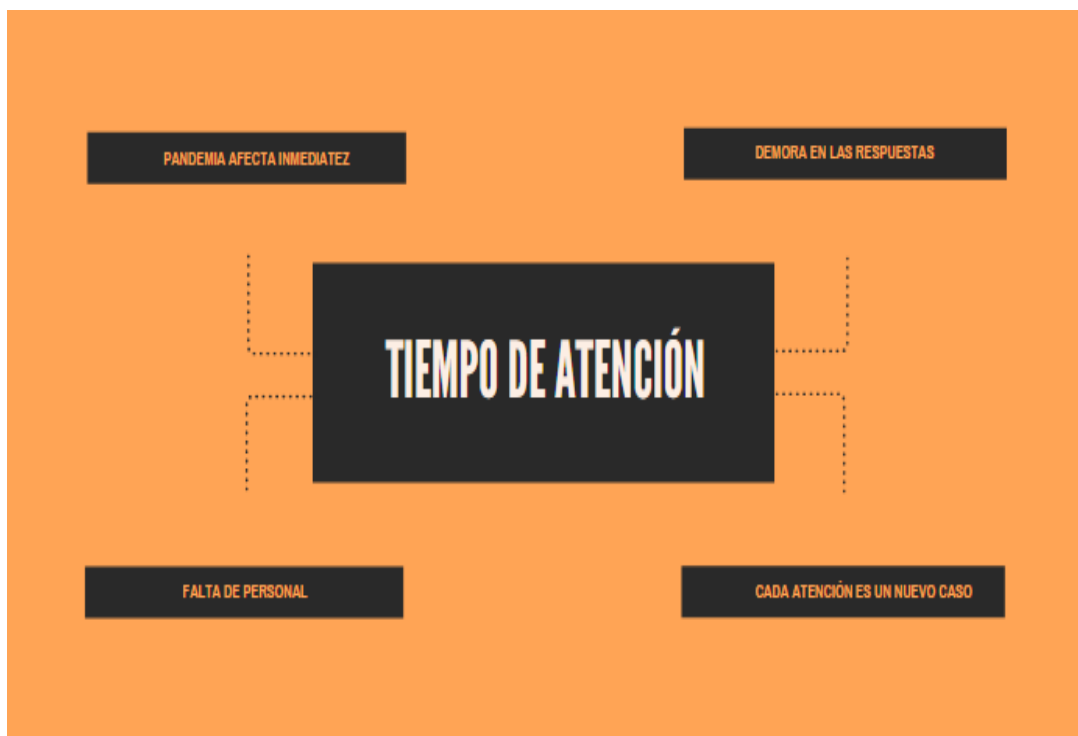 PANDEMIA AFECTA INMEDIATEZ
DEMORA EN LAS RESPUESTAS
TIEMPO DE ATENCIÓN
FALTA DE PERSONAL
CADA ATENCIÓN ES UN NUEVO CASO